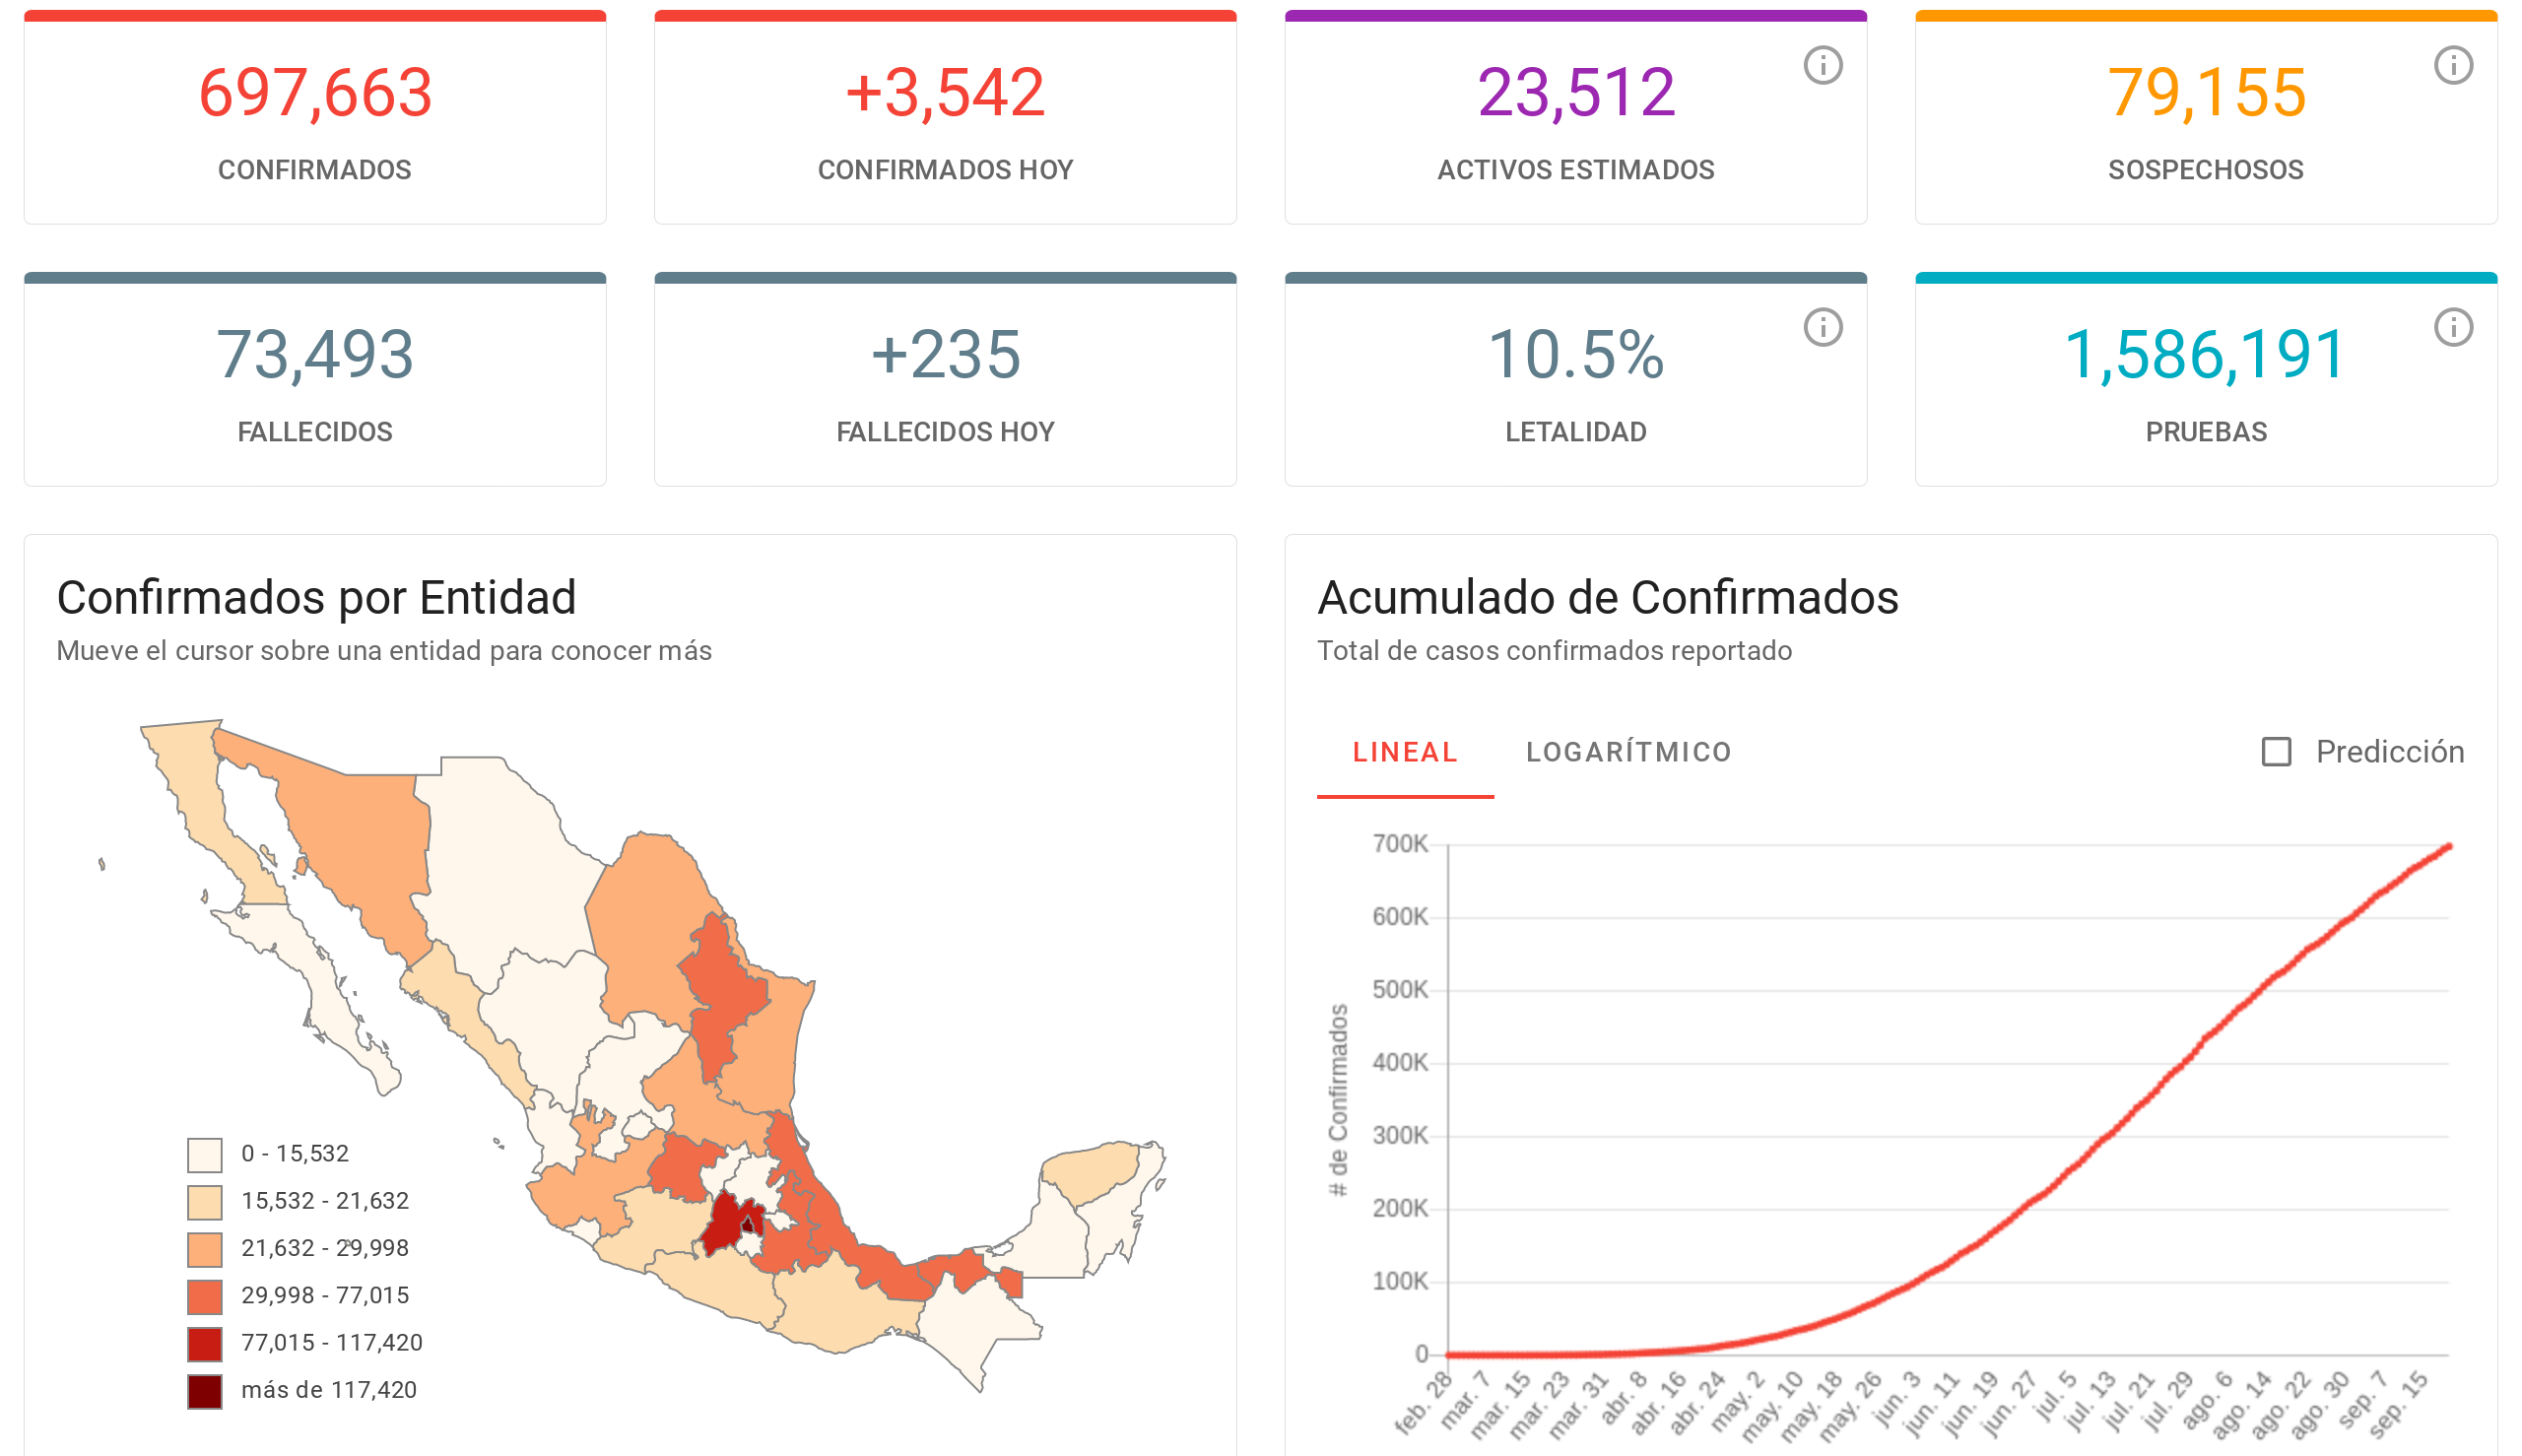 697,663
CONFIRMADOS
+3,542
CONFIRMADOS HOY
23,512
ACTIVOS ESTIMADOS
79,155
SOSPECHOSOS
73,493
FALLECIDOS
+235
FALLECIDOS HOY
10.5%
LETALIDAD
1,586,191
PRUEBAS
Confirmados por Entidad
Mueve el cursor sobre una entidad para conocer más
0 - 15,532
15,532 - 21,632
21,632 - 29,998
29,998 - 77,015
77,015 - 117,420
más de 117,420
Acumulado de Confirmados
Total de casos confirmados reportado
LINEAL
LOGARÍTMICO
Predicción
# de Confirmados
700K
600K
500K
400K
300K
200K
100K
0
feb. 28
mar. 7
mar. 15
mar. 23
mar. 31
abr. 8
abr. 16
abr. 24
may. 2
may. 10
may. 18
may. 26
jun. 3
jun. 11
jun. 19
jun. 27
jul. 5
jul. 13
jul. 21
jul. 29
ago. 6
ago. 14
ago. 22
ago. 30
sep. 7
sep. 15